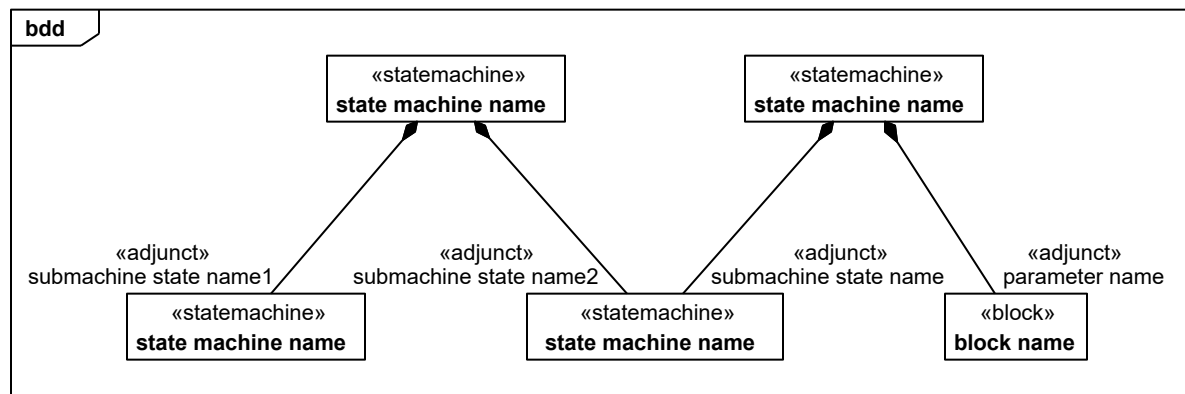 bdd
«statemachine»
state machine name
«statemachine»
state machine name
«adjunct»
submachine state name1
«adjunct»
submachine state name2
«adjunct»
submachine state name
«adjunct»
parameter name
«statemachine»
state machine name
«statemachine»
state machine name
«block»
block name